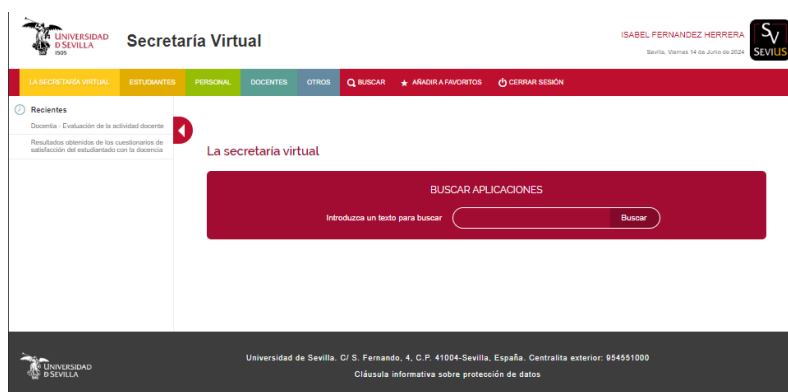 UNIVERSIDAD
D SEVILLA
1505
Secretaría Virtual
ISABEL FERNANDEZ HERRERA
Sevilla, Viernes 14 de Junio de 2024
SV
SEVIUS
LA SECRETARÍA VIRTUAL ESTUDIANTES PERSONAL DOCENTES OTROS BUSCAR AÑADIR A FAVORITOS CERRAR SESIÓN
Recientes
Docentia - Evaluación de la actividad docente
Resultados obtenidos de los cuestionarios de
satisfacción del estudiantado con la docencia
La secretaría virtual
BUSCAR APLICACIONES
Introduzca un texto para buscar Buscar
UNIVERSIDAD
D SEVILLA
Universidad de Sevilla. C/ S. Fernando, 4, C.P. 41004-Sevilla, España. Centralita exterior: 954551000
Cláusula informativa sobre protección de datos